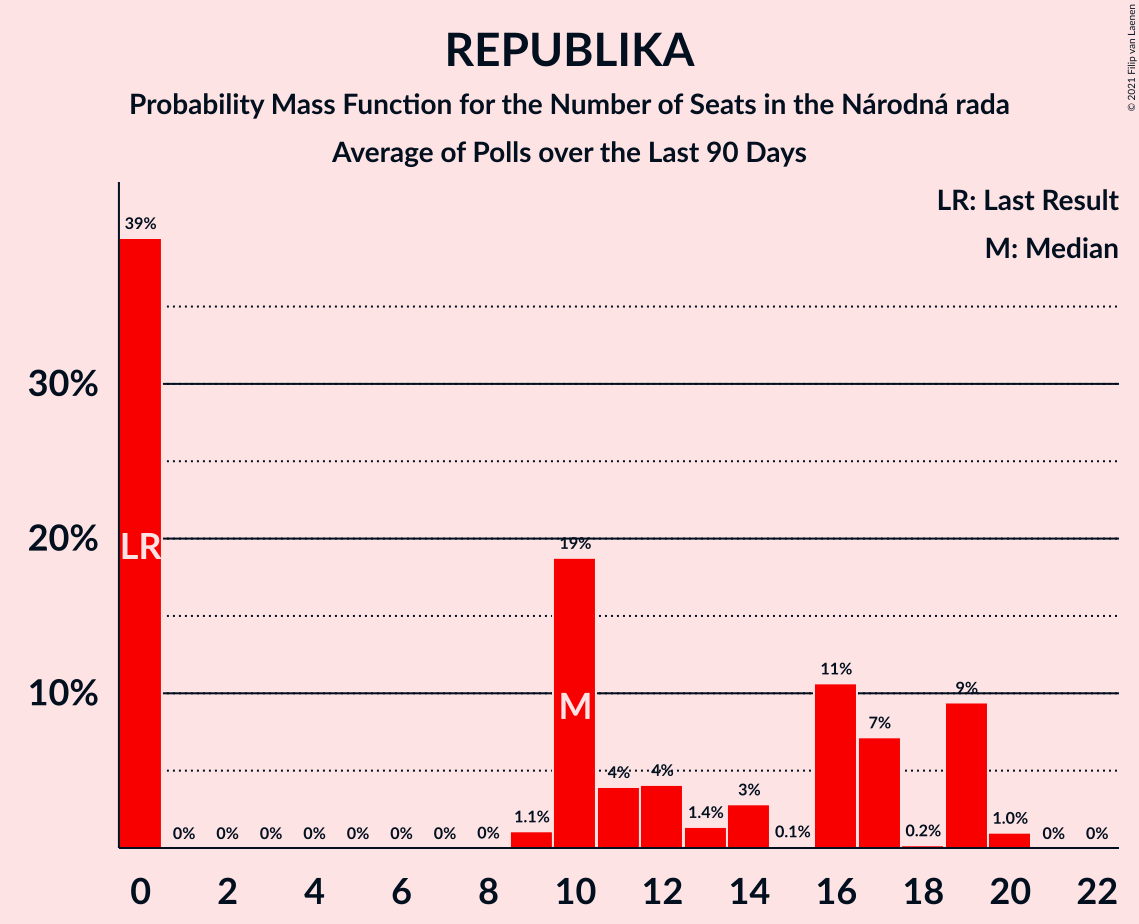 REPUBLIKA
Probability Mass Function for the Number of Seats in the Národná rada
Average of Polls over the Last 90 Days
© 2021 Filip van Laenen
LR: Last Result
M: Median
30%
20%
10%
39% 0% 0% 0% 0% 0% 0% 0% 0% 1.1% 19% 4% 4% 1.4% 3% 0.1% 11% 7% 0.2% 9% 1.0% 0% 0%
LR
M
0 2 4 6 8 10 12 14 16 18 20 22